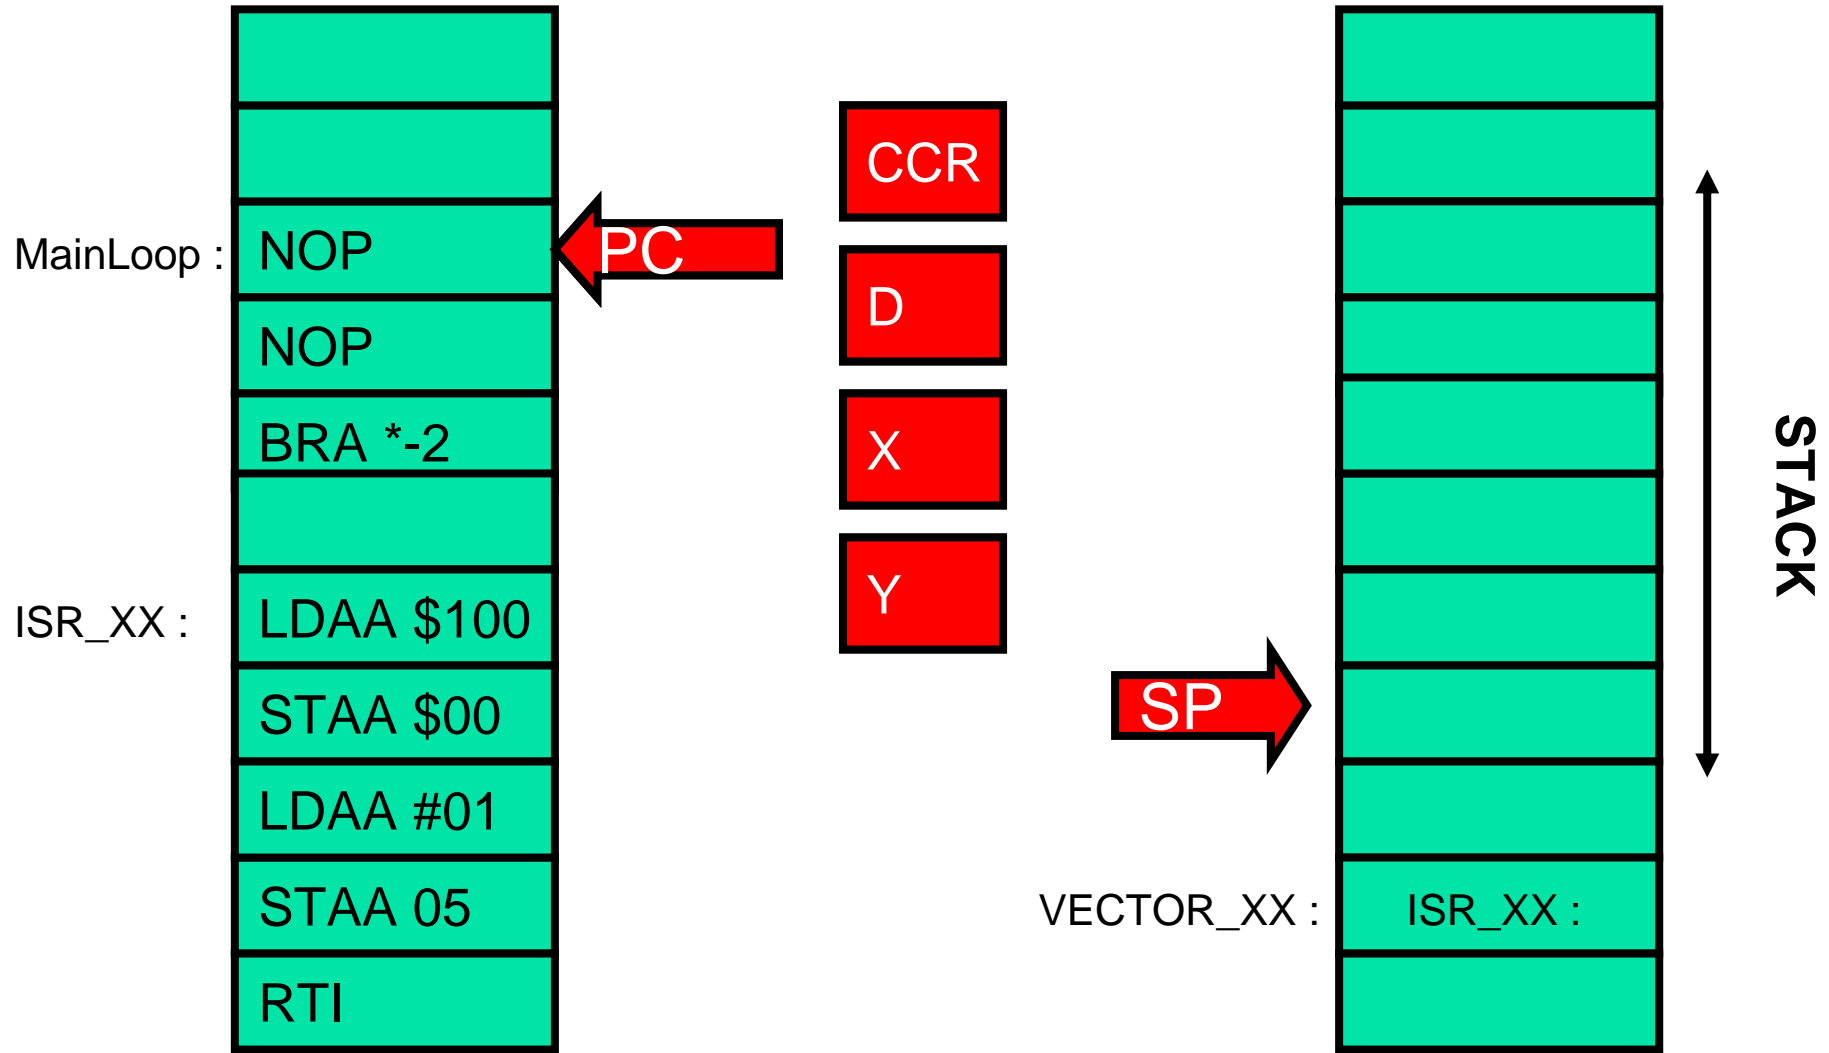 MainLoop :
NOP
NOP
BRA *-2
ISR_XX :
LDAA $100
STAA $00
LDAA #01
STAA 05
RTI
PC
CCR
D
X
Y
SP
VECTOR_XX :
ISR_XX :
STACK